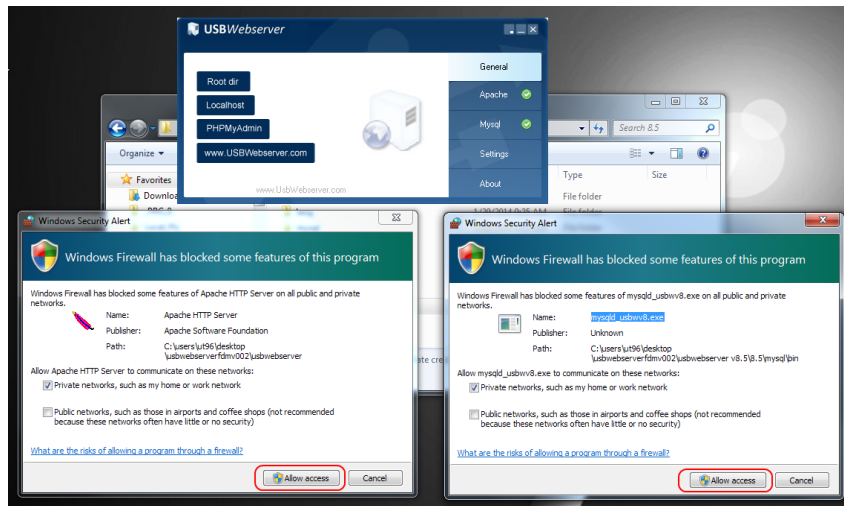 USBWebserver
General
Root dir
Apache
Localhost
Mysql
Search 8.5
PHPMyAdmin
Organize
www.USBWebserver.com
Settings
Type
Size
Favorites
www.UsbWebserver.com
About
File folder
1/29/2014 9:35 AM
Windows Security Alert
Windows Firewall has blocked some features of this program
Windows Firewall has blocked some features of Apache HTTP Server on all public and private
networks.
Name: Apache HTTP Server
Publisher: Apache Software Foundation
Path: C:\users\ut96\desktop
\usbwebserverfdmv002\usbwebserver
Allow Apache HTTP Server to communicate on these networks:
Private networks, such as my home or work network
Public networks, such as those in airports and coffee shops (not recommended
because these networks often have little or no security)
What are the risks of allowing a program through a firewall?
Allow access
Cancel
Windows Security Alert
Windows Firewall has blocked some features of this program
Windows Firewall has blocked some features of mysqld_usbwv8.exe on all public and private
networks.
Name: mysqld_usbwv8.exe
Publisher: Unknown
Path: C:\users\ut96\desktop
\usbwebserverfdmv002\usbwebserver v8.5\8.5\mysql\bin
Allow mysqld_usbwv8.exe to communicate on these networks:
Private networks, such as my home or work network
Public networks, such as those in airports and coffee shops (not recommended
because these networks often have little or no security)
What are the risks of allowing a program through a firewall?
Allow access
Cancel